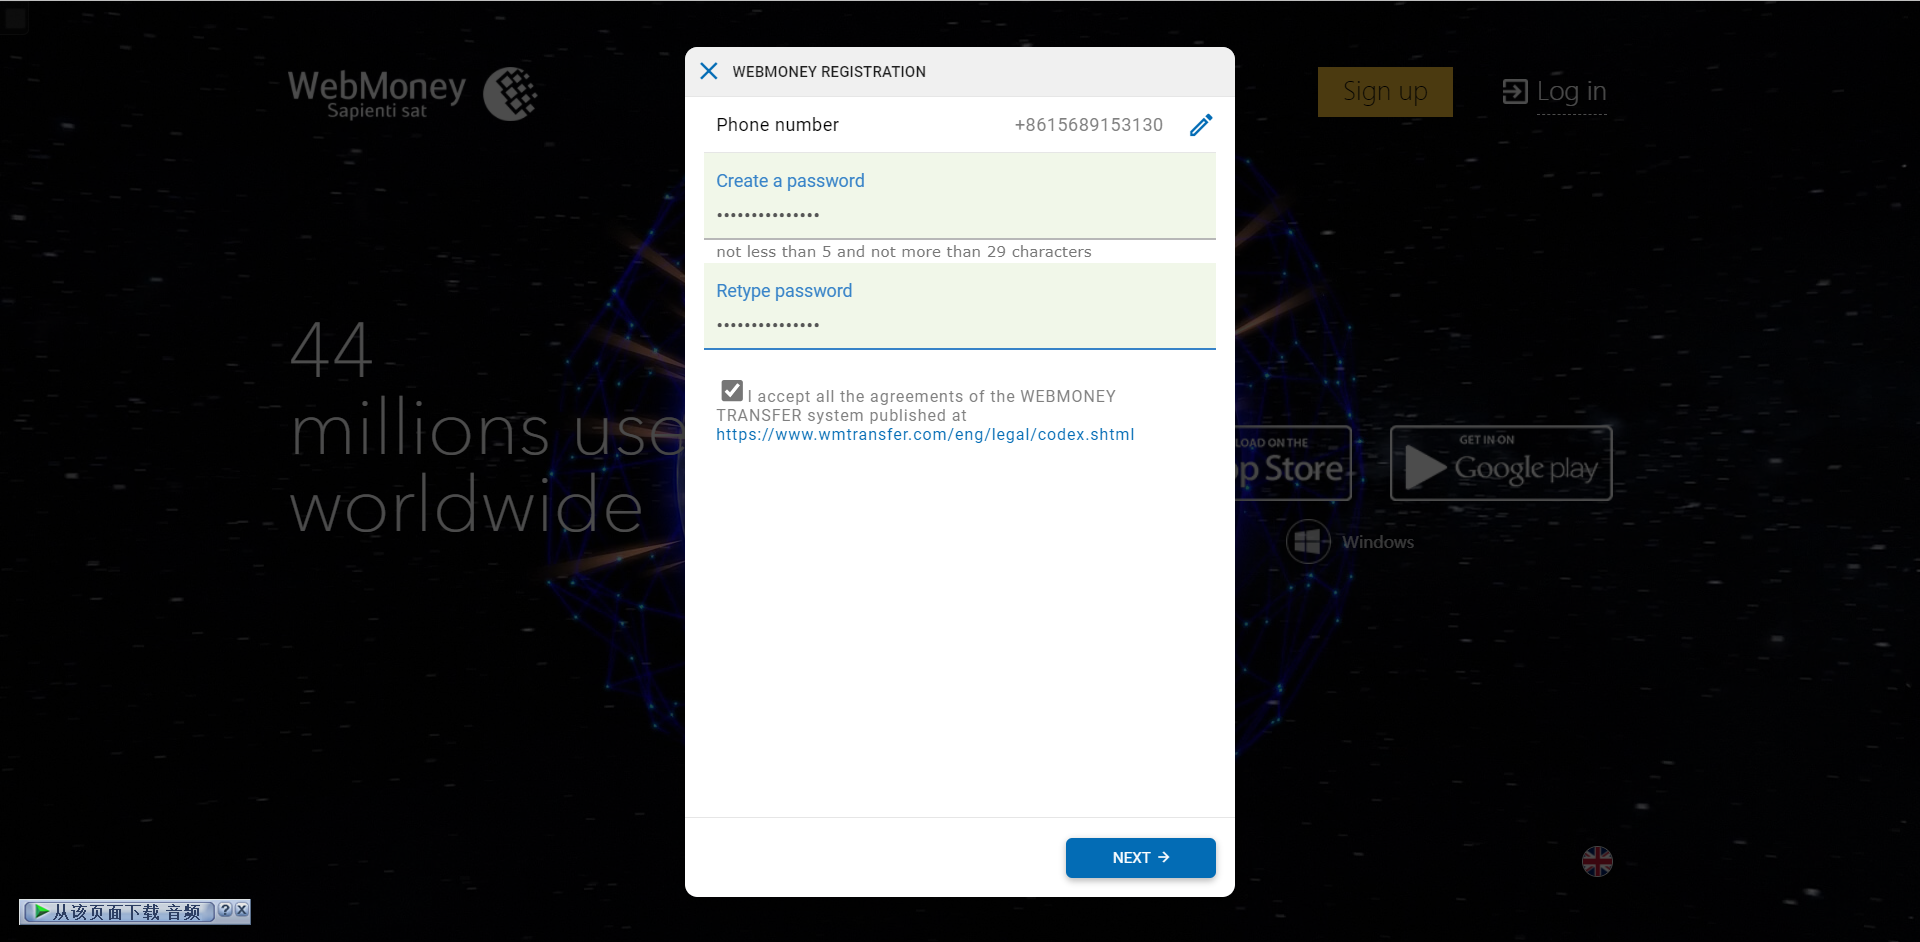 WebMoney
Sapienti sat
Sign up
Log in
WEBMONEY REGISTRATION
Phone number
+8615689153130
Create a password
•••••••••••••••
not less than 5 and not more than 29 characters
Retype password
•••••••••••••••
I accept all the agreements of the WEBMONEY
TRANSFER system published at
https://www.wmtransfer.com/eng/legal/codex.shtml
44
millions use
worldwide
LOAD ON THE
pp Store
GET IN ON
Google play
Windows
NEXT →
从该页面下载 音频